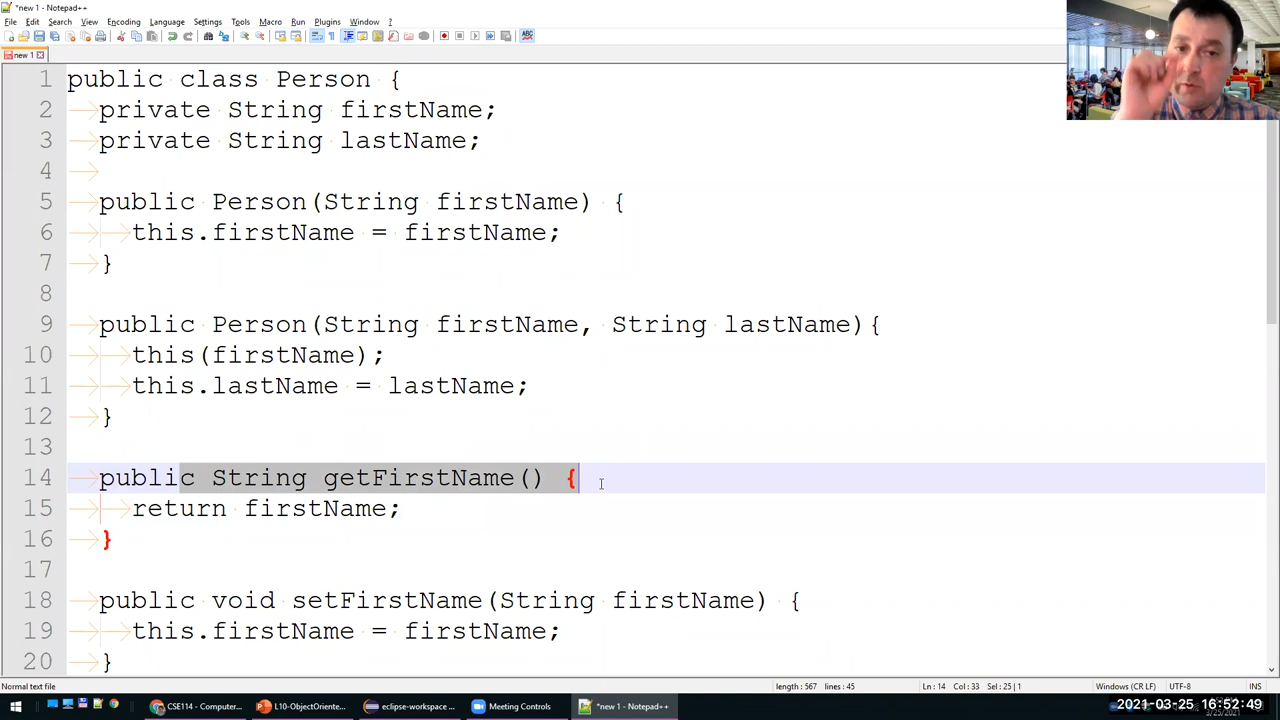 *new 1 - Notepad++
File Edit Search View Encoding Language Settings Tools Macro Run Plugins Window ?
new 1
1 public class Person {
2 private String firstName;
3 private String lastName;
4
5 public Person(String firstName) {
6 this.firstName = firstName;
7 }
8
9 public Person(String firstName, String lastName){
10 this(firstName);
11 this.lastName = lastName;
12 }
13
14 public String getFirstName() {
15 return firstName;
16 }
17
18 public void setFirstName(String firstName) {
19 this.firstName = firstName;
20 }
Normal text file length : 567 lines : 45 Ln : 14 Col : 33 Sel : 25 | 1 Windows (CR LF) UTF-8 INS
CSE114 - Computer... L10-ObjectOriente... eclipse-workspace ... Meeting Controls *new 1 - Notepad++ 2021-03-25 16:52:49